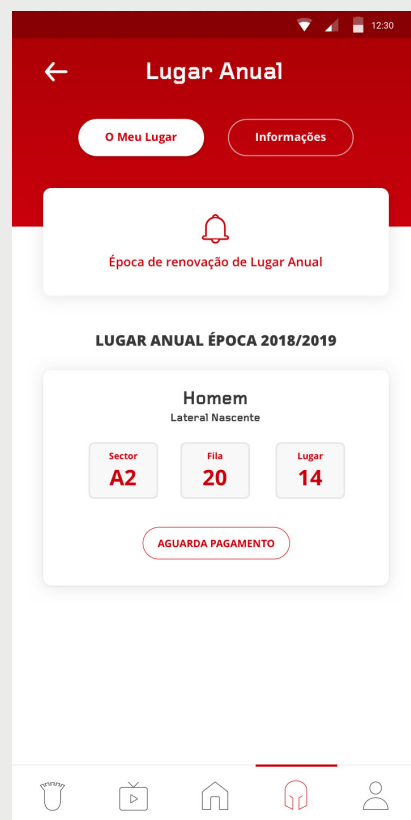 12:30
Lugar Anual
O Meu Lugar
Informações
Época de renovação de Lugar Anual
LUGAR ANUAL ÉPOCA 2018/2019
Homem
Lateral Nascente
Sector
A2
Fila
20
Lugar
14
AGUARDA PAGAMENTO